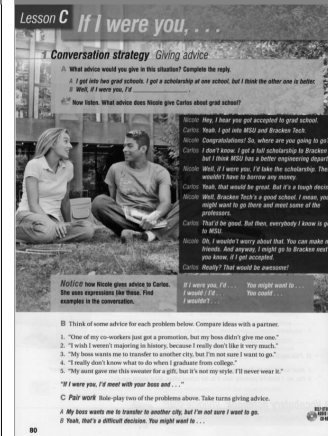 Lesson C If I were you, . . .
1 Conversation strategy Giving advice
A What advice would you give in this situation? Complete the reply.
A I got into two grad schools. I got a scholarship at one school, but I think the other one is better.
B Well, if I were you, I'd
Now listen. What advice does Nicole give Carlos about grad school?
Nicole Hey, I hear you got accepted to grad school.
Carlos Yeah. I got into MSU and Bracken Tech.
Nicole Congratulations! So, where are you going to go?
Carlos I don't know. I got a full scholarship to Bracken
but I think MSU has a better engineering depart
Nicole Well, if I were you, I'd take the scholarship. The
wouldn't have to borrow any money.
Carlos Yeah, that would be great. But it's a tough decis
Nicole Well, Bracken Tech's a good school. I mean, you
might want to go there and meet some of the
professors.
Carlos That'd be good. But then, everybody I know is go
to MSU.
Nicole Oh, I wouldn't worry about that. You can make n
friends. And anyway, I might go to Bracken next
you know, if I get accepted.
Carlos Really? That would be awesome!
Notice how Nicole gives advice to Carlos.
She uses expressions like these. Find
examples in the conversation.
If I were you, I'd . . . You might want to . . .
I would / I'd . . . You could . . .
I wouldn't . . .
B Think of some advice for each problem below. Compare ideas with a partner.
1. "One of my co-workers just got a promotion, but my boss didn't give me one."
2. "I wish I weren't majoring in history, because I really don't like it very much."
3. "My boss wants me to transfer to another city, but I'm not sure I want to go."
4. "I really don't know what to do when I graduate from college."
5. "My aunt gave me this sweater for a gift, but it's not my style. I'll never wear it."
"If I were you, I'd meet with your boss and . . ."
C Pair work Role-play two of the problems above. Take turns giving advice.
A My boss wants me to transfer to another city, but I'm not sure I want to go.
B Yeah, that's a difficult decision. You might want to . . .
80